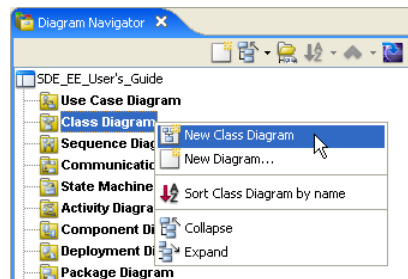 Diagram Navigator
SDE_EE_User's_Guide
Use Case Diagram
Class Diagram
New Class Diagram
Sequence Diag
New Diagram...
Communicatio
State Machine
Sort Class Diagram by name
Activity Diagra
Component Di
Collapse
Deployment Di
Expand
Package Diagram